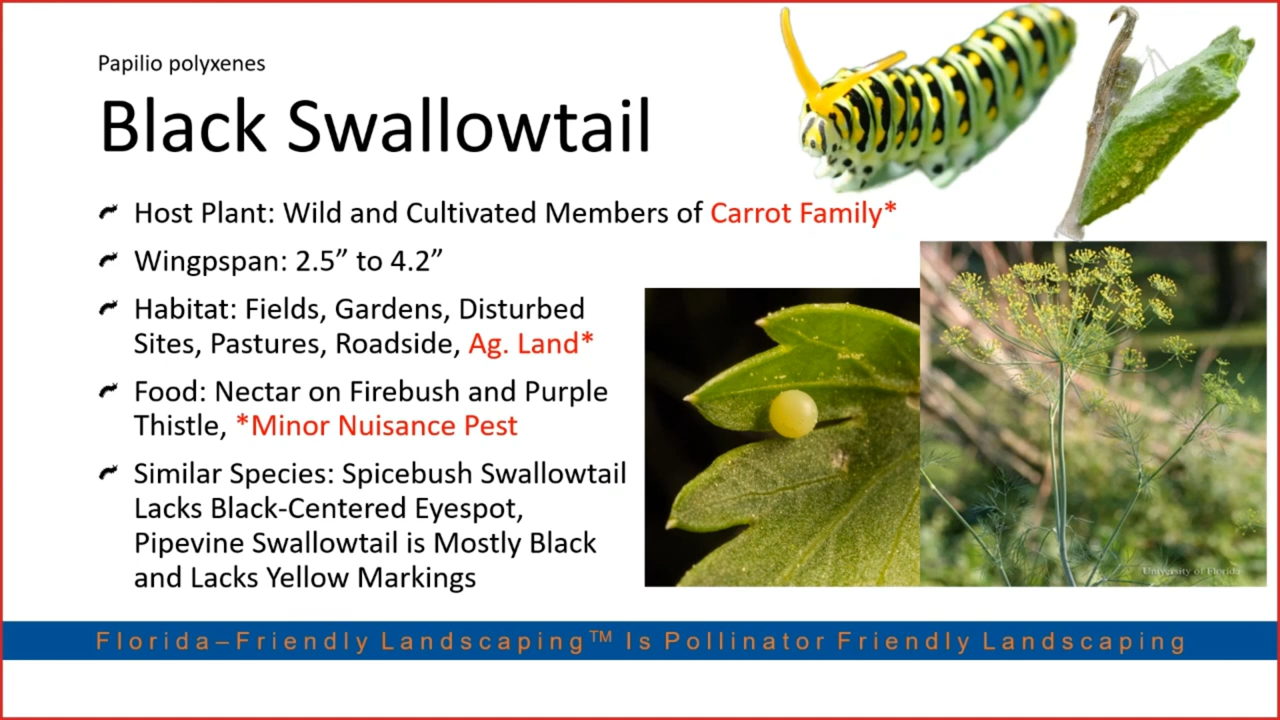 Papilio polyxenes
Black Swallowtail
Host Plant: Wild and Cultivated Members of Carrot Family*
Wingpspan: 2.5” to 4.2”
Habitat: Fields, Gardens, Disturbed
Sites, Pastures, Roadside, Ag. Land*
Food: Nectar on Firebush and Purple
Thistle, *Minor Nuisance Pest
Similar Species: Spicebush Swallowtail
Lacks Black-Centered Eyespot,
Pipevine Swallowtail is Mostly Black
and Lacks Yellow Markings
University of Florida
Florida–Friendly Landscaping™ Is Pollinator Friendly Landscaping